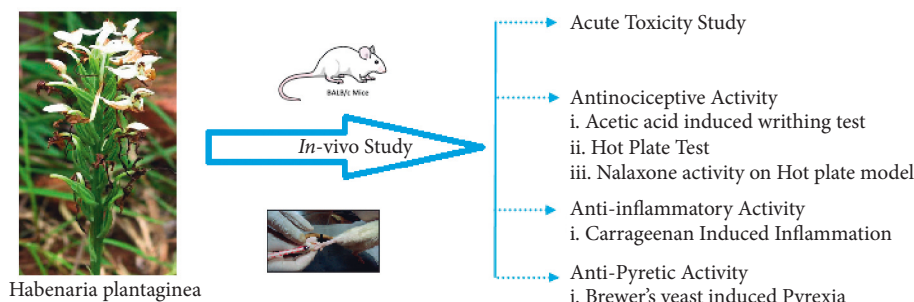 Habenaria plantaginea
BALB/c Mice
In-vivo Study
Acute Toxicity Study
Antinociceptive Activity
i. Acetic acid induced writhing test
ii. Hot Plate Test
iii. Nalaxone activity on Hot plate model
Anti-inflammatory Activity
i. Carrageenan Induced Inflammation
Anti-Pyretic Activity
i. Brewer's yeast induced Pyrexia